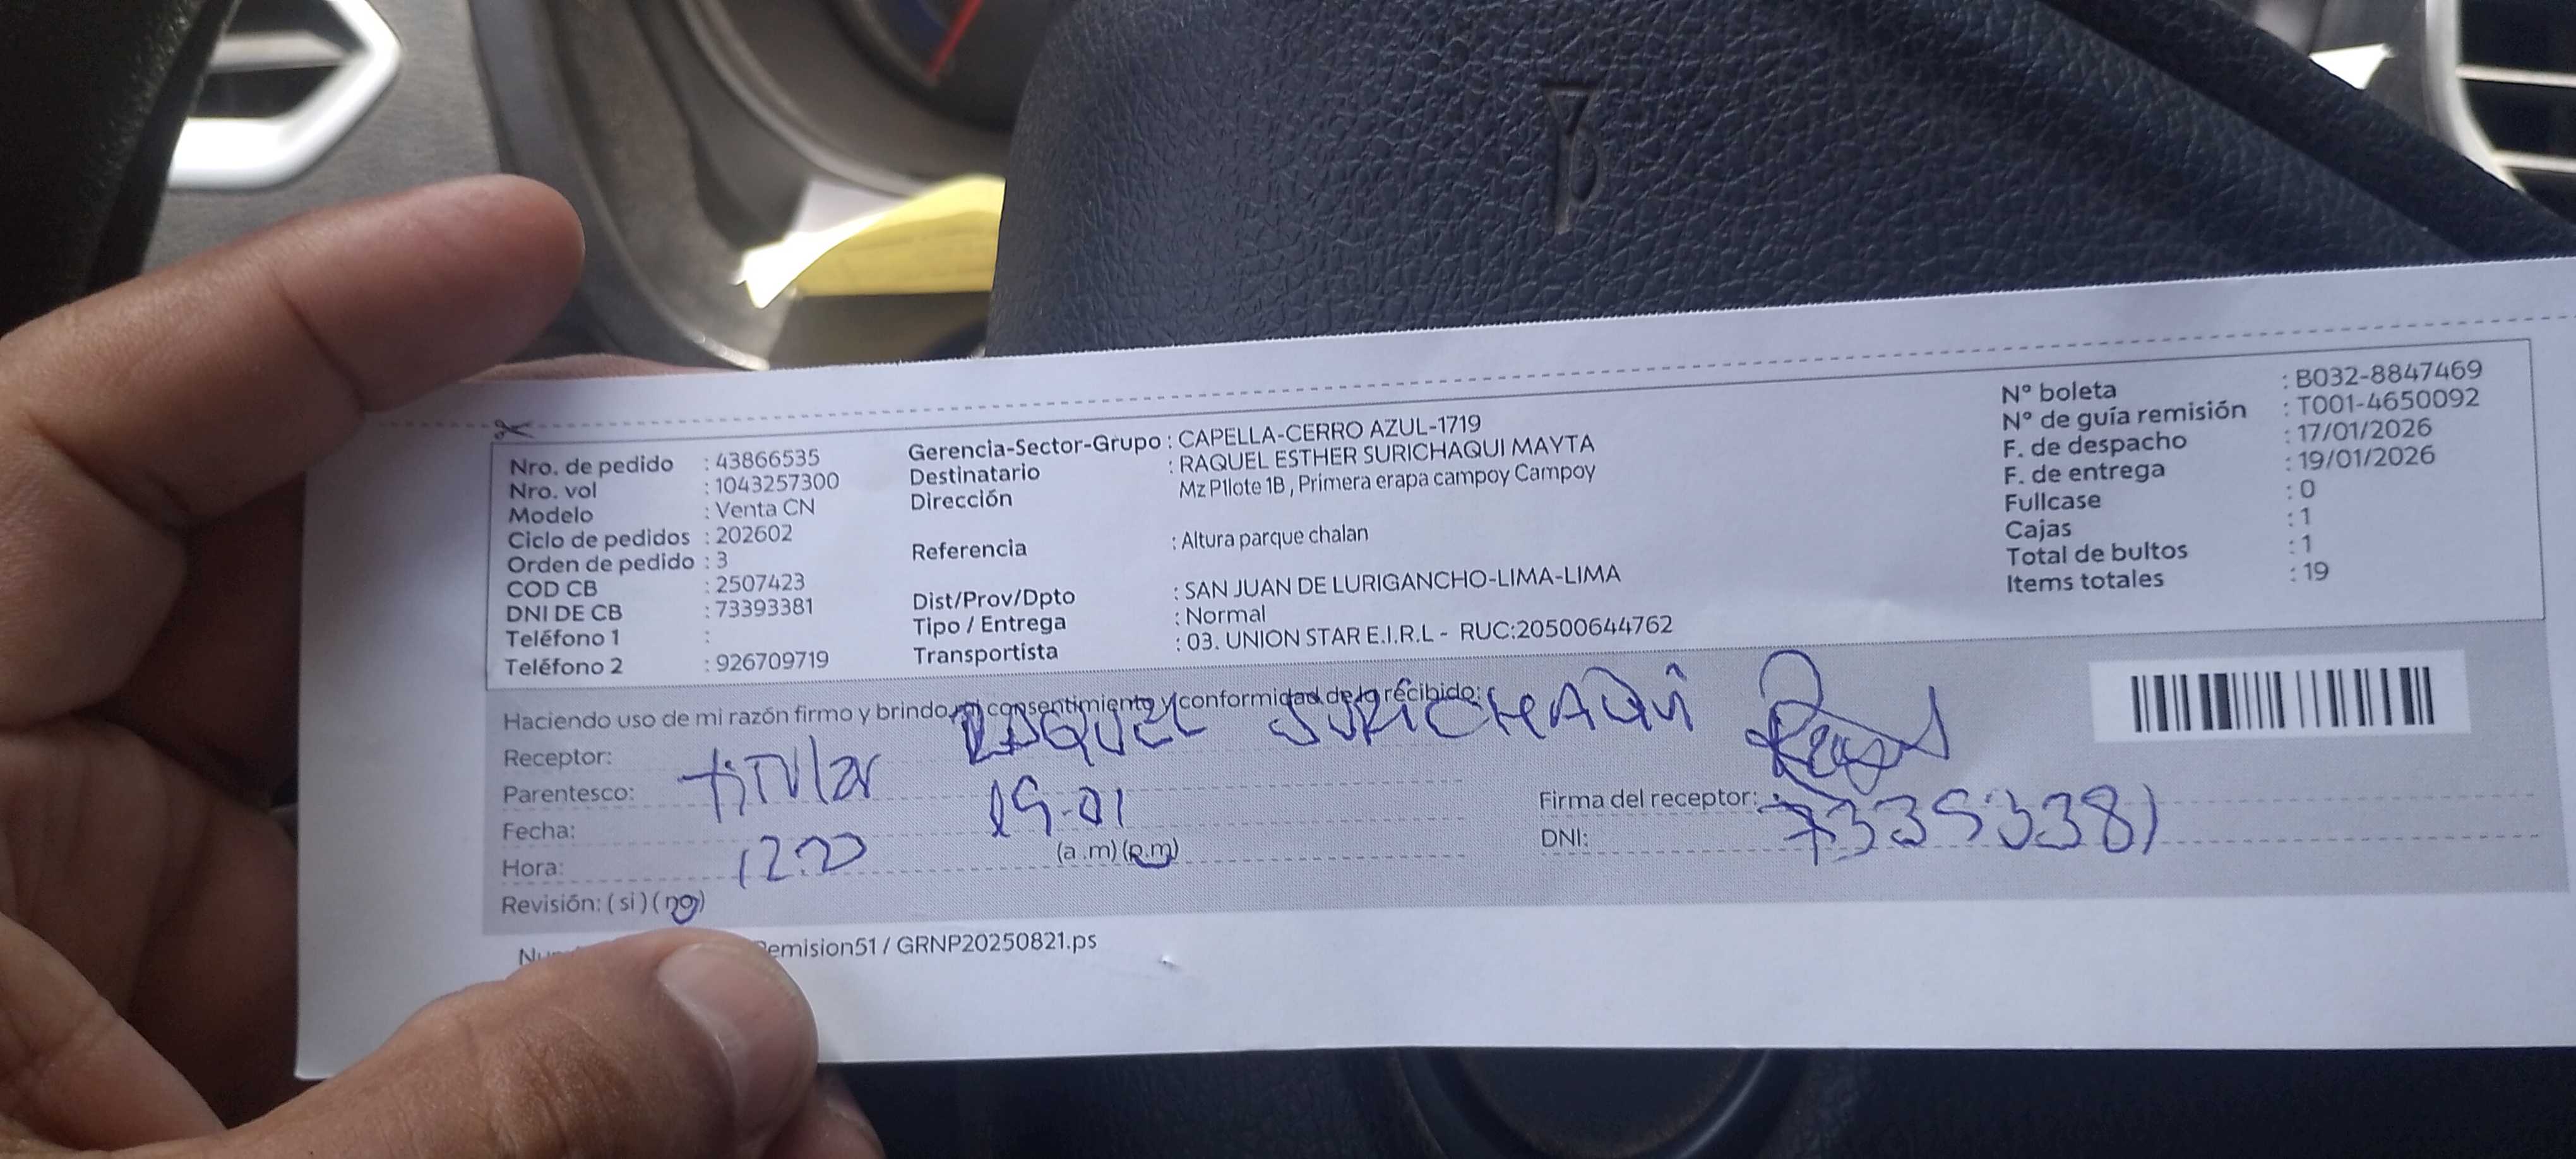 Nro. de pedido : 43866535
Nro. vol : 1043257300
Modelo : Venta CN
Ciclo de pedidos : 202602
Orden de pedido : 3
COD CB : 2507423
DNI DE CB : 73393381
Teléfono 1 :
Teléfono 2 : 926709719
Gerencia-Sector-Grupo : CAPELLA-CERRO AZUL-1719
Destinatario : RAQUEL ESTHER SURICHAQUI MAYTA
Dirección Mz P1lote 1B , Primera erapa campoy Campoy
Referencia : Altura parque chalan
Dist/Prov/Dpto : SAN JUAN DE LURIGANCHO-LIMA-LIMA
Tipo / Entrega : Normal
Transportista : 03. UNION STAR E.I.R.L - RUC:20500644762
N° boleta : B032-8847469
N° de guía remisión : T001-4650092
F. de despacho : 17/01/2026
F. de entrega : 19/01/2026
Fullcase : 0
Cajas : 1
Total de bultos : 1
Items totales : 19
Haciendo uso de mi razón firmo y brindo mi consentimiento y conformidad de lo recibido:
Receptor: RAQUEL SURICHAQUI
Parentesco: titular
Fecha: 19-01
Hora: 12:20 (a .m) (p.m)
Revisión: ( si ) ( no )
Firma del receptor:
DNI: 73393381
emision51 / GRNP20250821.ps